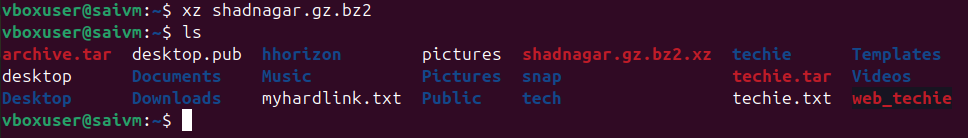 vboxuser@saivm:~$ xz shadnagar.gz.bz2
vboxuser@saivm:~$ ls
archive.tar desktop.pub hhorizon pictures shadnagar.gz.bz2.xz techie Templates
desktop Documents Music Pictures snap techie.tar Videos
Desktop Downloads myhardlink.txt Public tech techie.txt web_techie
vboxuser@saivm:~$